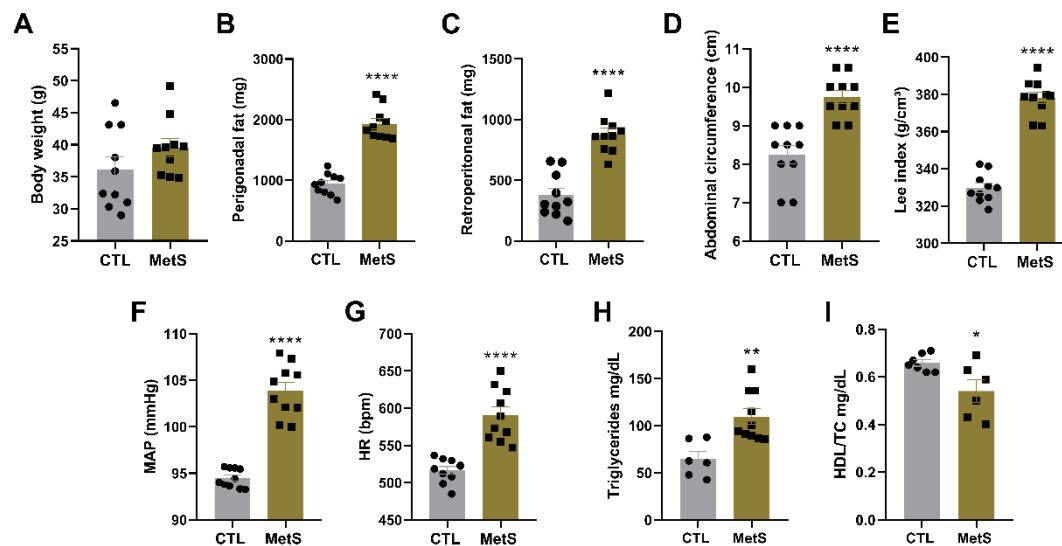 A
Body weight (g)
55
50
45
40
35
30
25
CTL MetS
B
Perigonadal fat (mg)
3000
2000
1000
0
****
CTL MetS
C
Retroperitoneal fat (mg)
1500
1000
500
0
****
CTL MetS
D
Abdominal circumference (cm)
11
10
9
8
7
6
****
CTL MetS
E
Lee index (g/cm³)
400
380
360
340
320
300
****
CTL MetS
F
MAP (mmHg)
110
105
100
95
90
****
CTL MetS
G
HR (bpm)
700
650
600
550
500
450
****
CTL MetS
H
Triglycerides mg/dL
200
150
100
50
0
**
CTL MetS
I
HDL/TC mg/dL
0.8
0.6
0.4
0.2
0.0
*
CTL MetS